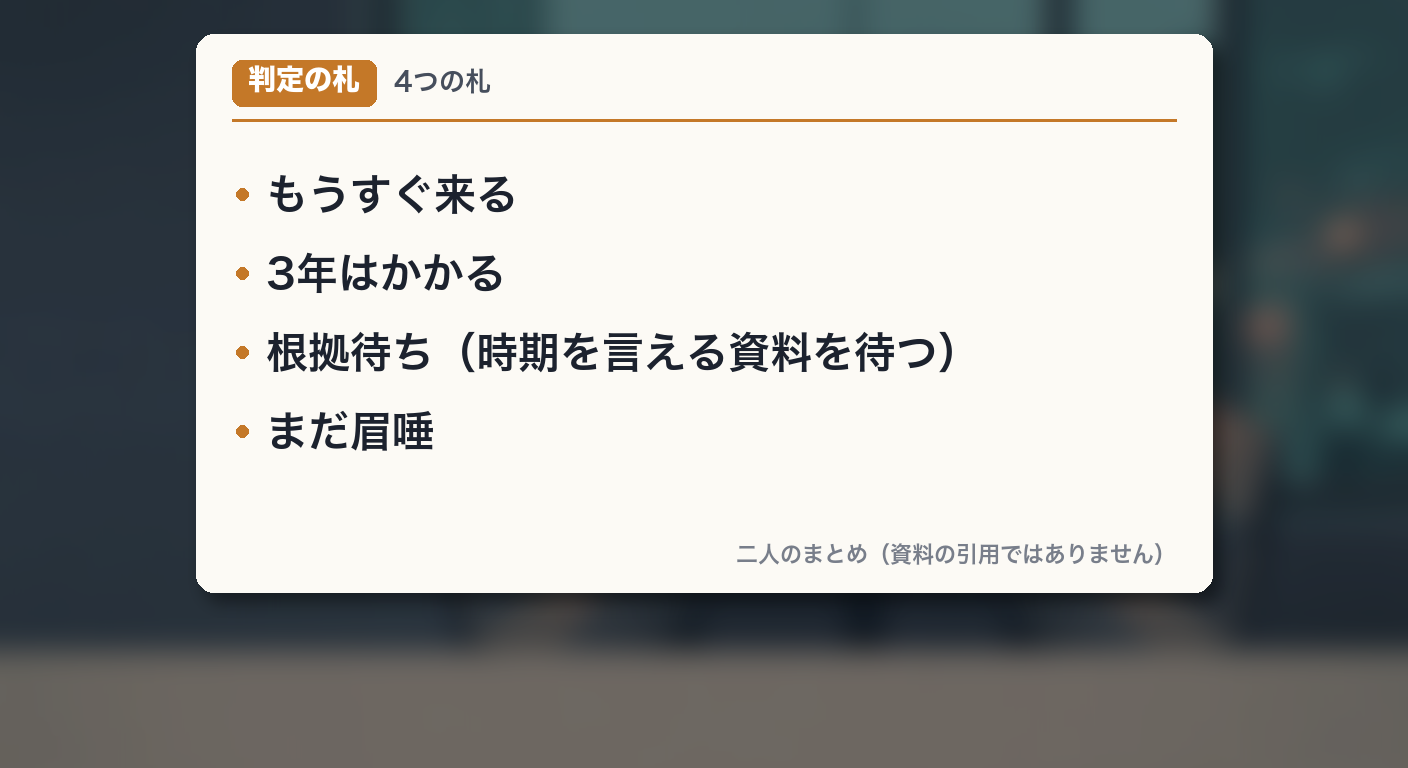 判定の札 4つの札
• もうすぐ来る
• 3年はかかる
• 根拠待ち（時期を言える資料を待つ）
• まだ眉唾
二人のまとめ（資料の引用ではありません）